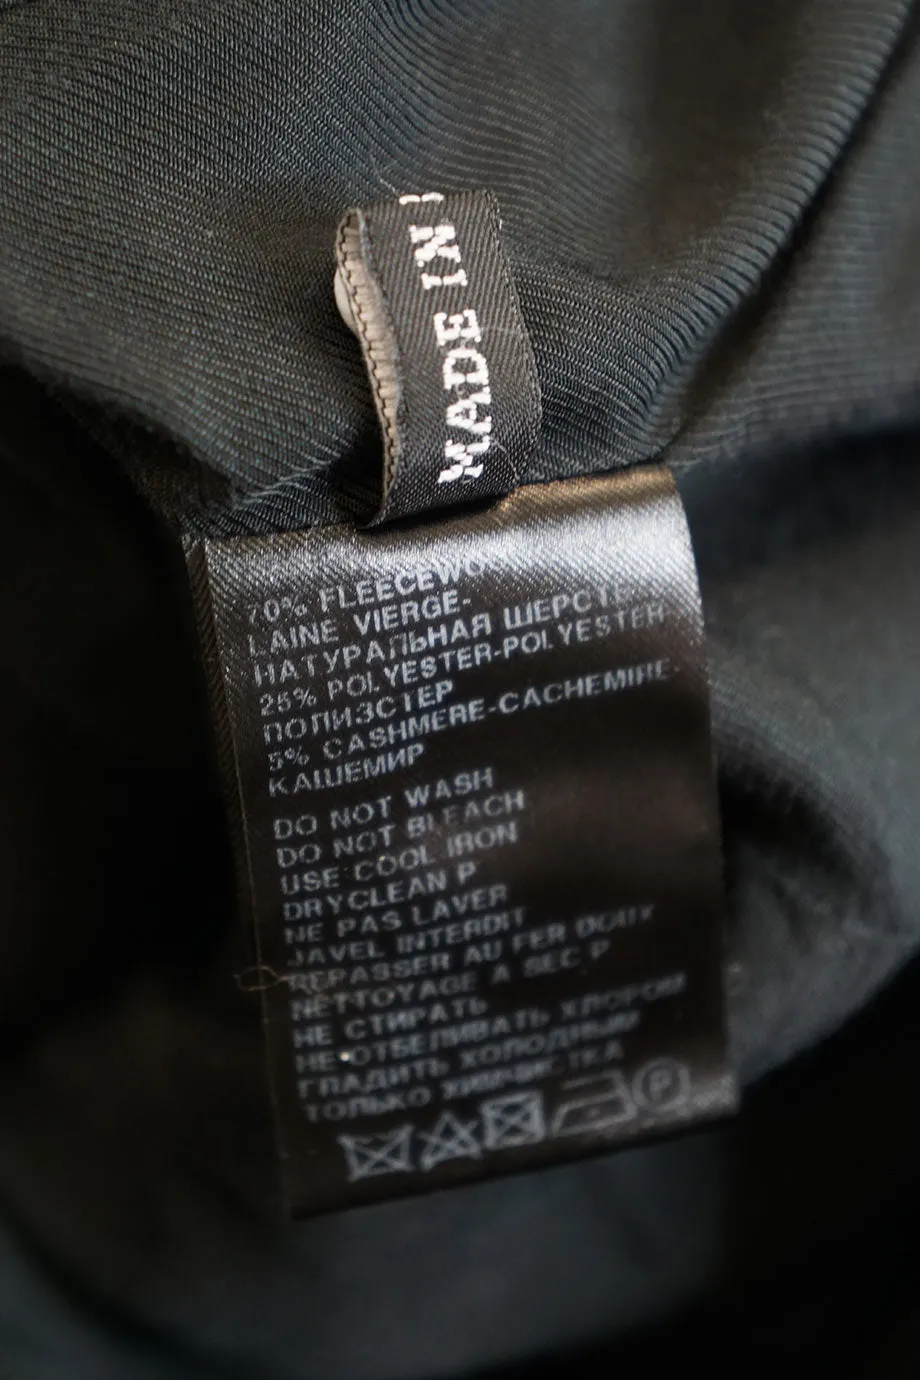 MADE IN
70% FLEECEWOOL-
LAINE VIERGE-
НАТУРАЛЬНАЯ ШЕРСТЬ
25% POLYESTER-POLYESTER-
ПОЛИЭСТЕР
5% CASHMERE-CACHEMIRE-
КАШЕМИР
DO NOT WASH
DO NOT BLEACH
USE COOL IRON
DRYCLEAN P
NE PAS LAVER
JAVEL INTERDIT
REPASSER AU FER DOUX
NETTOYAGE A SEC P
НЕ СТИРАТЬ
НЕ ОТБЕЛИВАТЬ ХЛОРОМ
ГЛАДИТЬ ХОЛОДНЫМ
ТОЛЬКО ХИМЧИСТКА
P